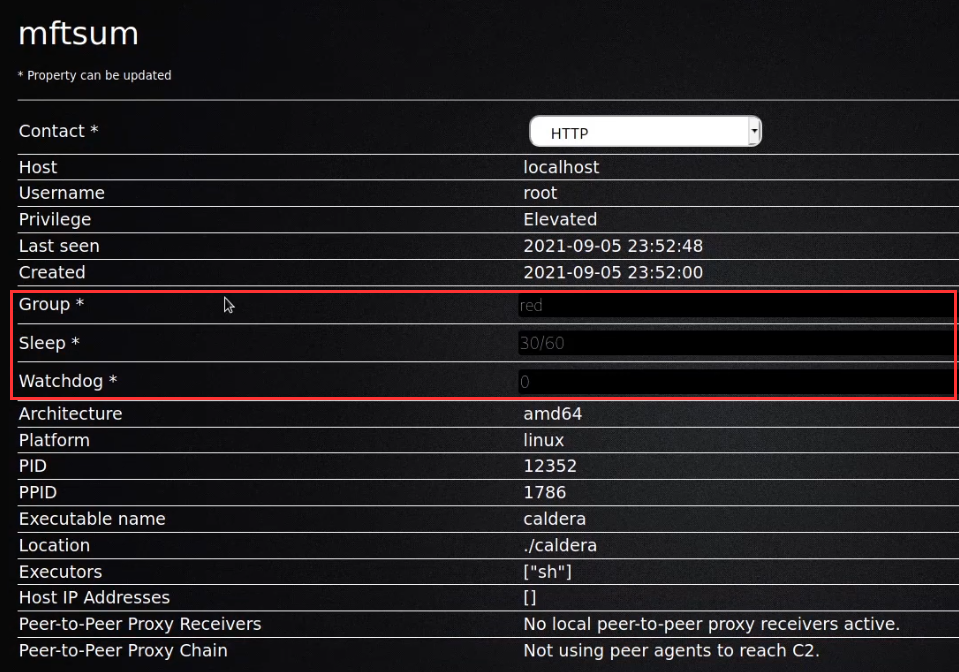 mftsum
* Property can be updated
Contact * HTTP
Host localhost
Username root
Privilege Elevated
Last seen 2021-09-05 23:52:48
Created 2021-09-05 23:52:00
Group * red
Sleep * 30/60
Watchdog * 0
Architecture amd64
Platform linux
PID 12352
PPID 1786
Executable name caldera
Location ./caldera
Executors ["sh"]
Host IP Addresses []
Peer-to-Peer Proxy Receivers No local peer-to-peer proxy receivers active.
Peer-to-Peer Proxy Chain Not using peer agents to reach C2.